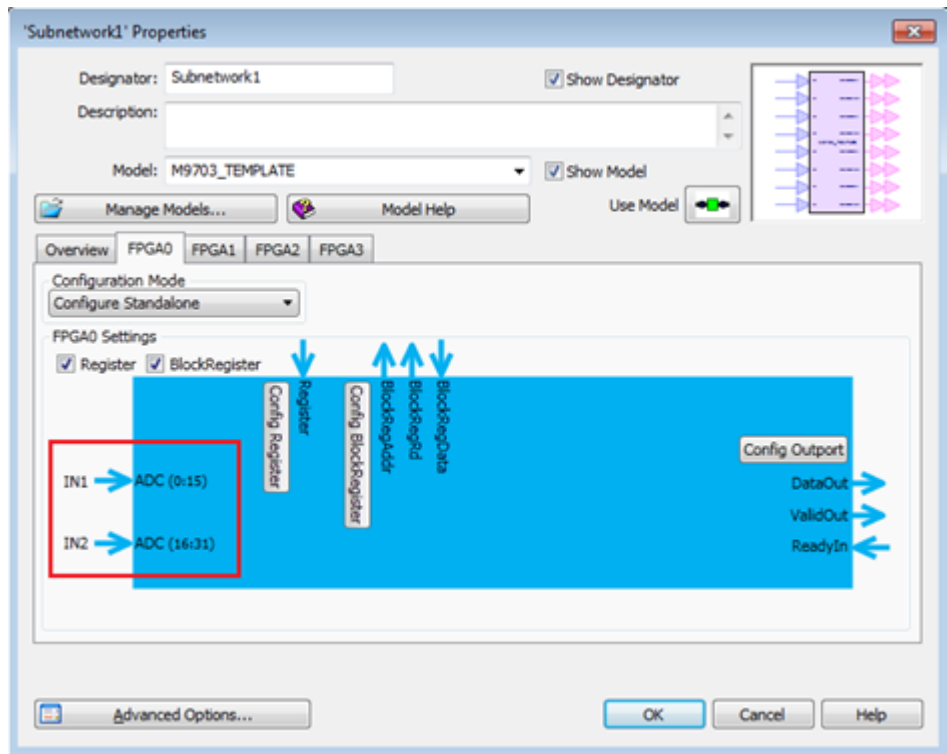 'Subnetwork1' Properties
Designator: Subnetwork1
Show Designator
Description:
Model: M9703_TEMPLATE
Show Model
Manage Models...
Model Help
Use Model
Overview FPGA0 FPGA1 FPGA2 FPGA3
Configuration Mode
Configure Standalone
FPGA0 Settings
Register BlockRegister
Config Register
Register
Config BlockRegister
BlockRegAddr
BlockRegRd
BlockRegData
Config Outport
IN1 ADC (0:15)
DataOut
ValidOut
IN2 ADC (16:31)
ReadyIn
Advanced Options...
OK Cancel Help